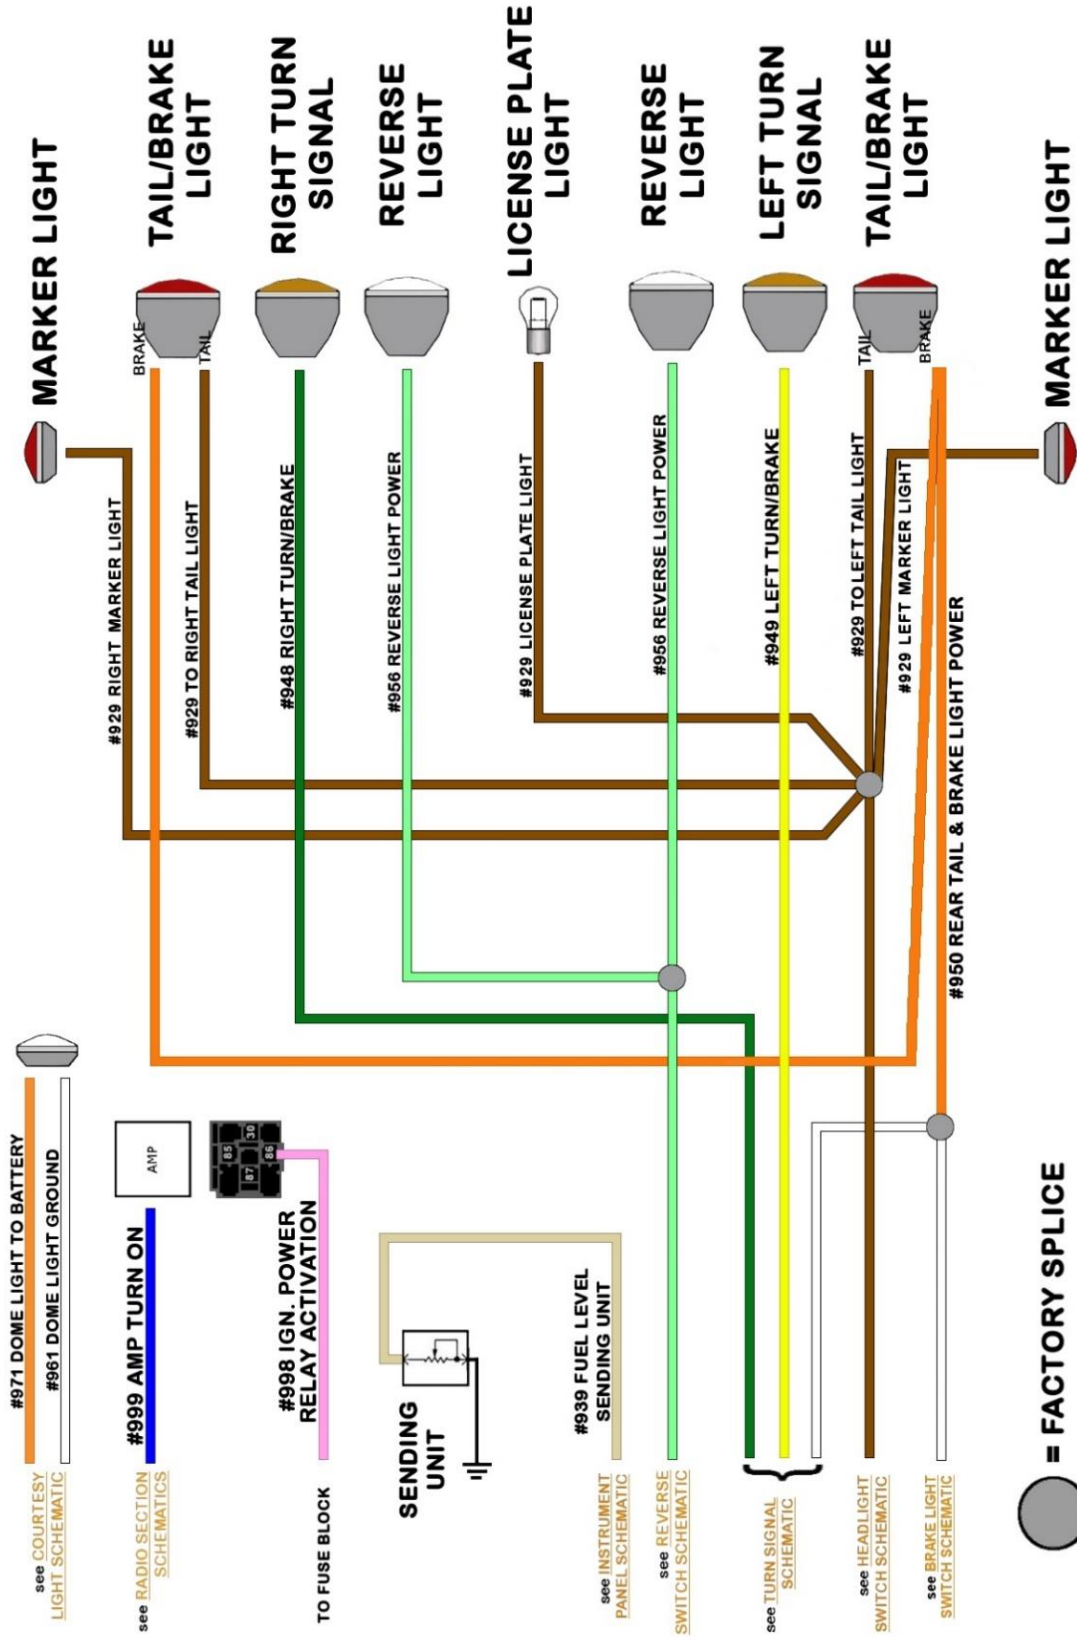 MARKER LIGHT
TAIL/BRAKE
LIGHT
RIGHT TURN
SIGNAL
REVERSE
LIGHT
LICENSE PLATE
LIGHT
REVERSE
LIGHT
LEFT TURN
SIGNAL
TAIL/BRAKE
LIGHT
MARKER LIGHT
BRAKE
TAIL
TAIL
BRAKE
#929 RIGHT MARKER LIGHT
#929 TO RIGHT TAIL LIGHT
#948 RIGHT TURN/BRAKE
#956 REVERSE LIGHT POWER
#929 LICENSE PLATE LIGHT
#956 REVERSE LIGHT POWER
#949 LEFT TURN/BRAKE
#929 TO LEFT TAIL LIGHT
#929 LEFT MARKER LIGHT
#950 REAR TAIL & BRAKE LIGHT POWER
#971 DOME LIGHT TO BATTERY
#961 DOME LIGHT GROUND
see COURTESY
LIGHT SCHEMATIC
AMP
#999 AMP TURN ON
see RADIO SECTION
SCHEMATICS
30
85
86
87
#998 IGN. POWER
RELAY ACTIVATION
TO FUSE BLOCK
SENDING
UNIT
#939 FUEL LEVEL
SENDING UNIT
see INSTRUMENT
PANEL SCHEMATIC
see REVERSE
SWITCH SCHEMATIC
see TURN SIGNAL
SCHEMATIC
see HEADLIGHT
SWITCH SCHEMATIC
see BRAKE LIGHT
SWITCH SCHEMATIC
= FACTORY SPLICE